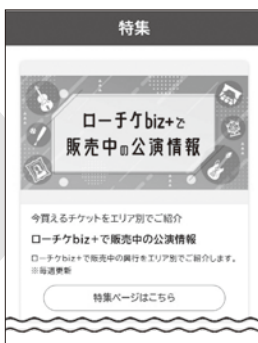 特集
ローチケbiz+で
販売中の公演情報
今買えるチケットをエリア別でご紹介
ローチケbiz+で販売中の公演情報
ローチケbiz+で販売中の興行をエリア別でご紹介します。
※毎週更新
特集ページはこちら